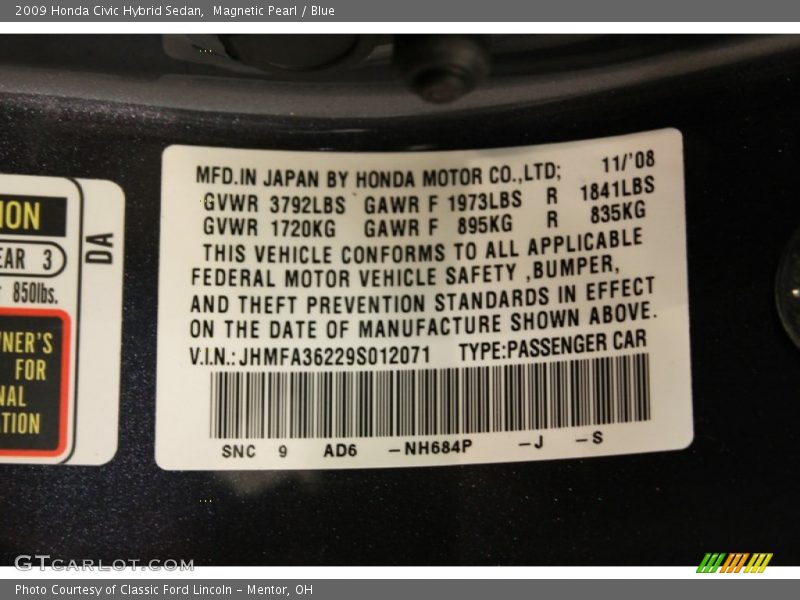 2009 Honda Civic Hybrid Sedan,  Magnetic Pearl / Blue
MFD.IN JAPAN BY HONDA MOTOR CO.,LTD; 11/'08
GVWR 3792LBS GAWR F 1973LBS R 1841LBS
GVWR 1720KG GAWR F 895KG R 835KG
THIS VEHICLE CONFORMS TO ALL APPLICABLE
FEDERAL MOTOR VEHICLE SAFETY ,BUMPER,
AND THEFT PREVENTION STANDARDS IN EFFECT
ON THE DATE OF MANUFACTURE SHOWN ABOVE.
V.I.N.: JHMFA36229S012071 TYPE:PASSENGER CAR
SNC 9 AD6 -NH684P -J -S
ION
EAR 3
850lbs.
NER'S
FOR
NAL
TION
DA
GTCARLOT.COM
Photo Courtesy of Classic Ford Lincoln - Mentor, OH